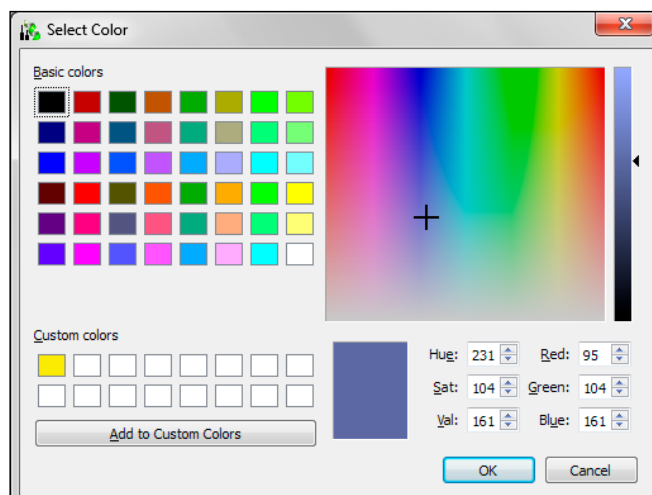 Select Color
Basic colors
Custom colors
Hue: 231 Red: 95
Sat: 104 Green: 104
Val: 161 Blue: 161
Add to Custom Colors
OK Cancel